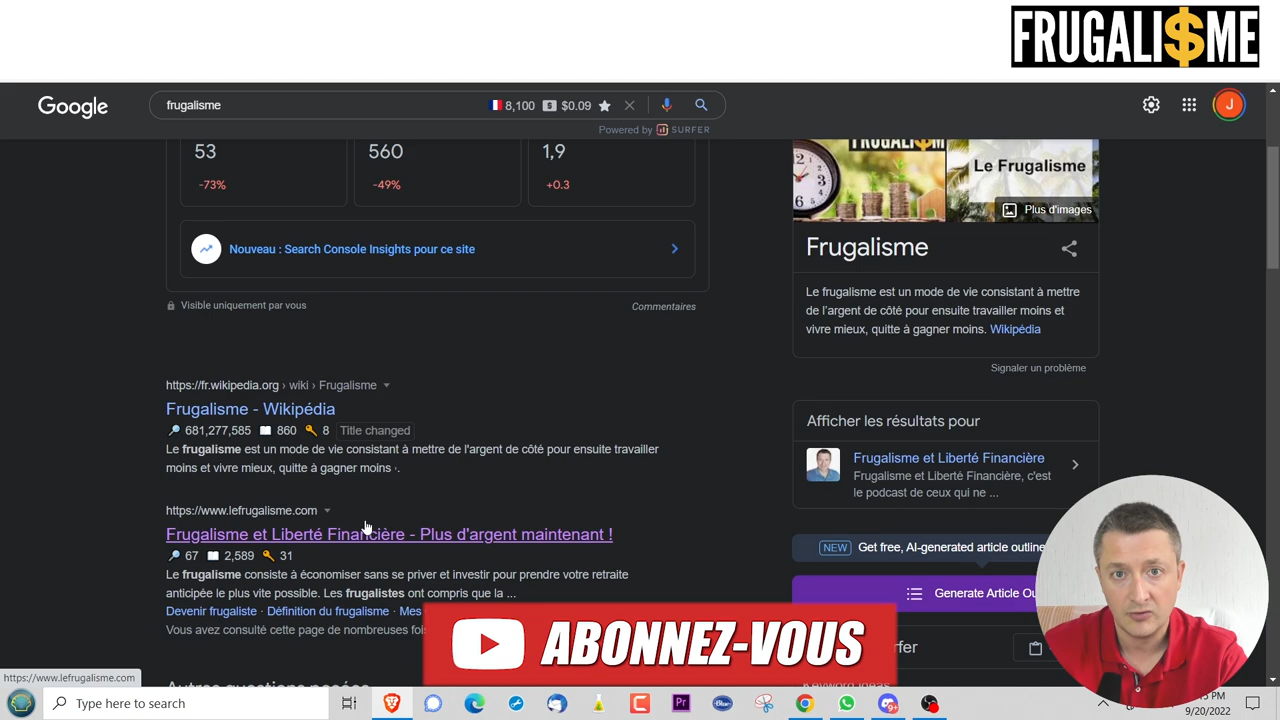 FRUGALI$ME
Google
frugalisme
8,100
$0.09
Powered by SURFER
53
560
1,9
-73%
-49%
+0.3
Nouveau : Search Console Insights pour ce site
Visible uniquement par vous
Commentaires
https://fr.wikipedia.org › wiki › Frugalisme
Frugalisme - Wikipédia
681,277,585 860 8 Title changed
Le frugalisme est un mode de vie consistant à mettre de l'argent de côté pour ensuite travailler
moins et vivre mieux, quitte à gagner moins ·.
https://www.lefrugalisme.com
Frugalisme et Liberté Financière - Plus d'argent maintenant !
67 2,589 31
Le frugalisme consiste à économiser sans se priver et investir pour prendre votre retraite
anticipée le plus vite possible. Les frugalistes ont compris que la ...
Devenir frugaliste · Définition du frugalisme · Mes
Vous avez consulté cette page de nombreuses fois
Autres questions posées
Le Frugalisme
Plus d'images
Frugalisme
Le frugalisme est un mode de vie consistant à mettre
de l'argent de côté pour ensuite travailler moins et
vivre mieux, quitte à gagner moins. Wikipédia
Signaler un problème
Afficher les résultats pour
Frugalisme et Liberté Financière
Frugalisme et Liberté Financière, c'est
le podcast de ceux qui ne ...
NEW Get free, AI-generated article outline
Generate Article Ou
rfer
Keyword Ideas
J
ABONNEZ-VOUS
https://www.lefrugalisme.com
Type here to search
PM
9/20/2022